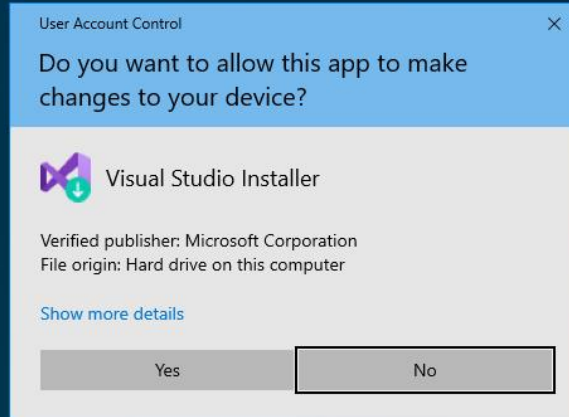 User Account Control
Do you want to allow this app to make
changes to your device?
Visual Studio Installer
Verified publisher: Microsoft Corporation
File origin: Hard drive on this computer
Show more details
Yes
No